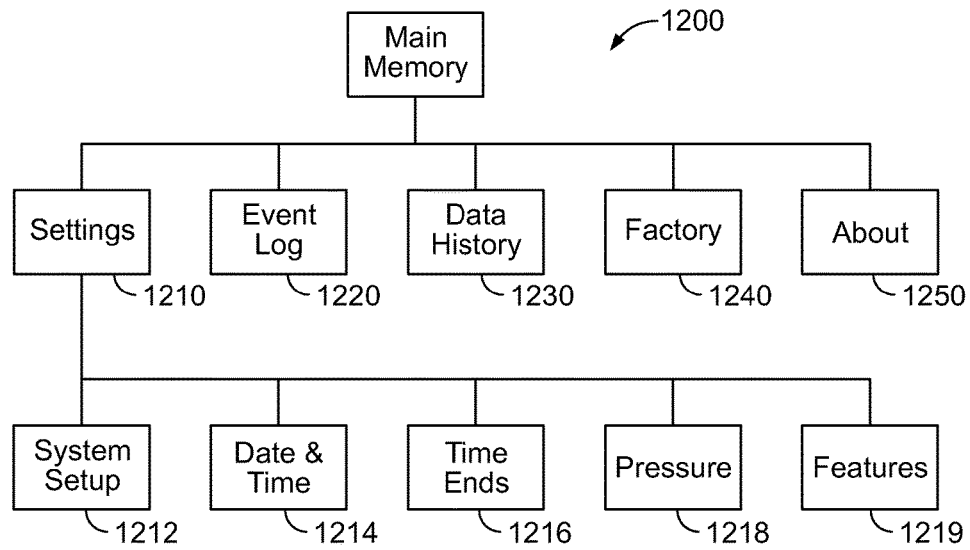 1200
Main
Memory
Settings
Event
Log
Data
History
Factory
About
1210
1220
1230
1240
1250
System
Setup
Date &
Time
Time
Ends
Pressure
Features
1212
1214
1216
1218
1219